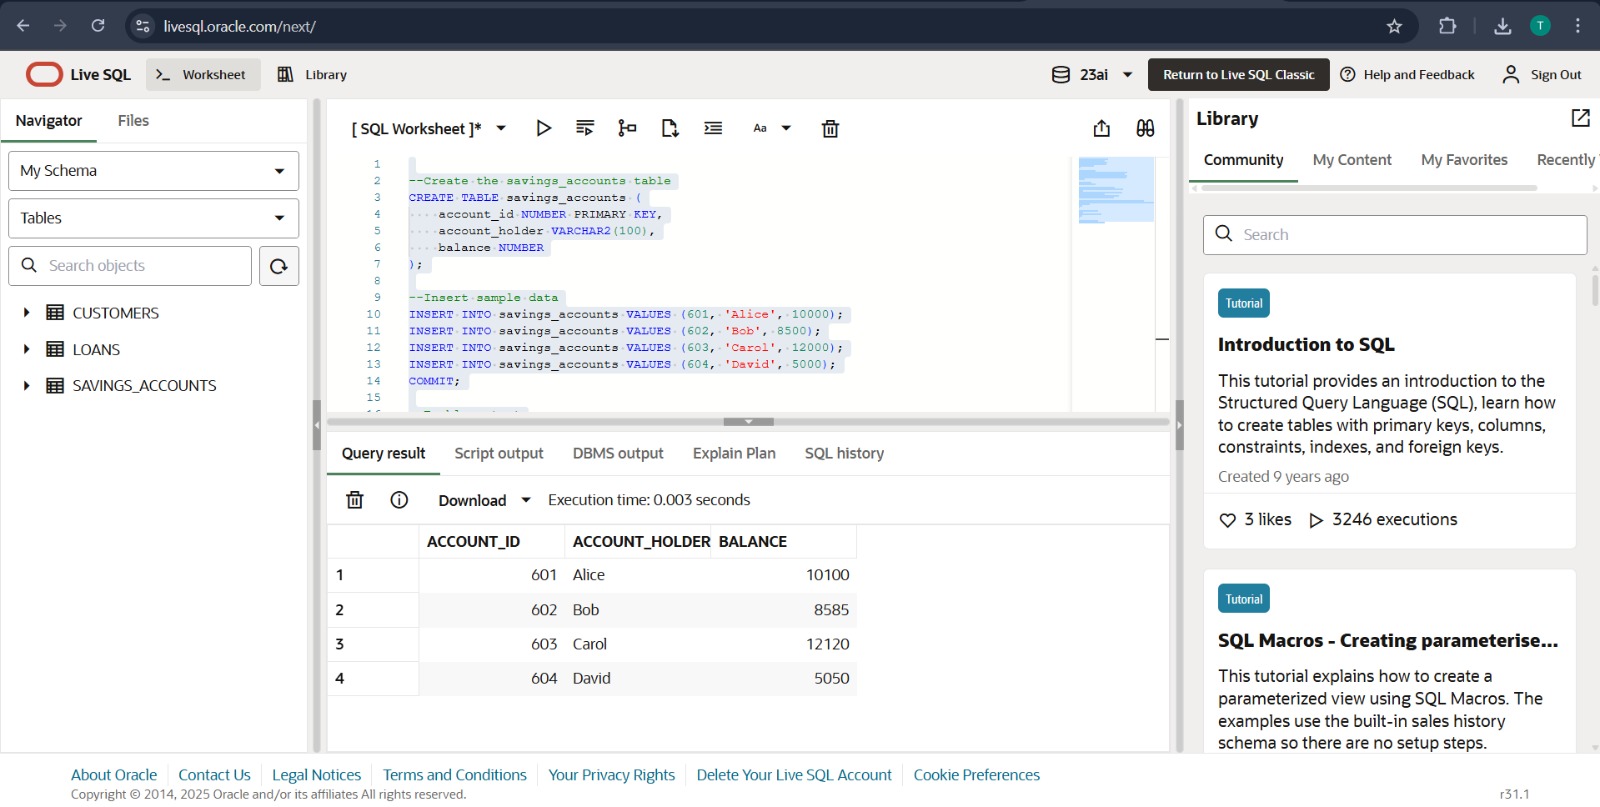 livesql.oracle.com/next/
T
Live SQL
Worksheet
Library
23ai
Return to Live SQL Classic
Help and Feedback
Sign Out
Navigator
Files
My Schema
Tables
Search objects
CUSTOMERS
LOANS
SAVINGS_ACCOUNTS
[ SQL Worksheet ]*
Aa
1
2 --Create the savings_accounts table
3 CREATE TABLE savings_accounts (
4 account_id NUMBER PRIMARY KEY,
5 account_holder VARCHAR2(100),
6 balance NUMBER
7 );
8
9 --Insert sample data
10 INSERT INTO savings_accounts VALUES (601, 'Alice', 10000);
11 INSERT INTO savings_accounts VALUES (602, 'Bob', 8500);
12 INSERT INTO savings_accounts VALUES (603, 'Carol', 12000);
13 INSERT INTO savings_accounts VALUES (604, 'David', 5000);
14 COMMIT;
15
Query result
Script output
DBMS output
Explain Plan
SQL history
Download
Execution time: 0.003 seconds
ACCOUNT_ID ACCOUNT_HOLDER BALANCE
1 601 Alice 10100
2 602 Bob 8585
3 603 Carol 12120
4 604 David 5050
Library
Community
My Content
My Favorites
Recently
Search
Tutorial
Introduction to SQL
This tutorial provides an introduction to the
Structured Query Language (SQL), learn how
to create tables with primary keys, columns,
constraints, indexes, and foreign keys.
Created 9 years ago
3 likes
3246 executions
Tutorial
SQL Macros - Creating parameterise...
This tutorial explains how to create a
parameterized view using SQL Macros. The
examples use the built-in sales history
schema so there are no setup steps.
About Oracle
Contact Us
Legal Notices
Terms and Conditions
Your Privacy Rights
Delete Your Live SQL Account
Cookie Preferences
Copyright © 2014, 2025 Oracle and/or its affiliates All rights reserved.
r31.1